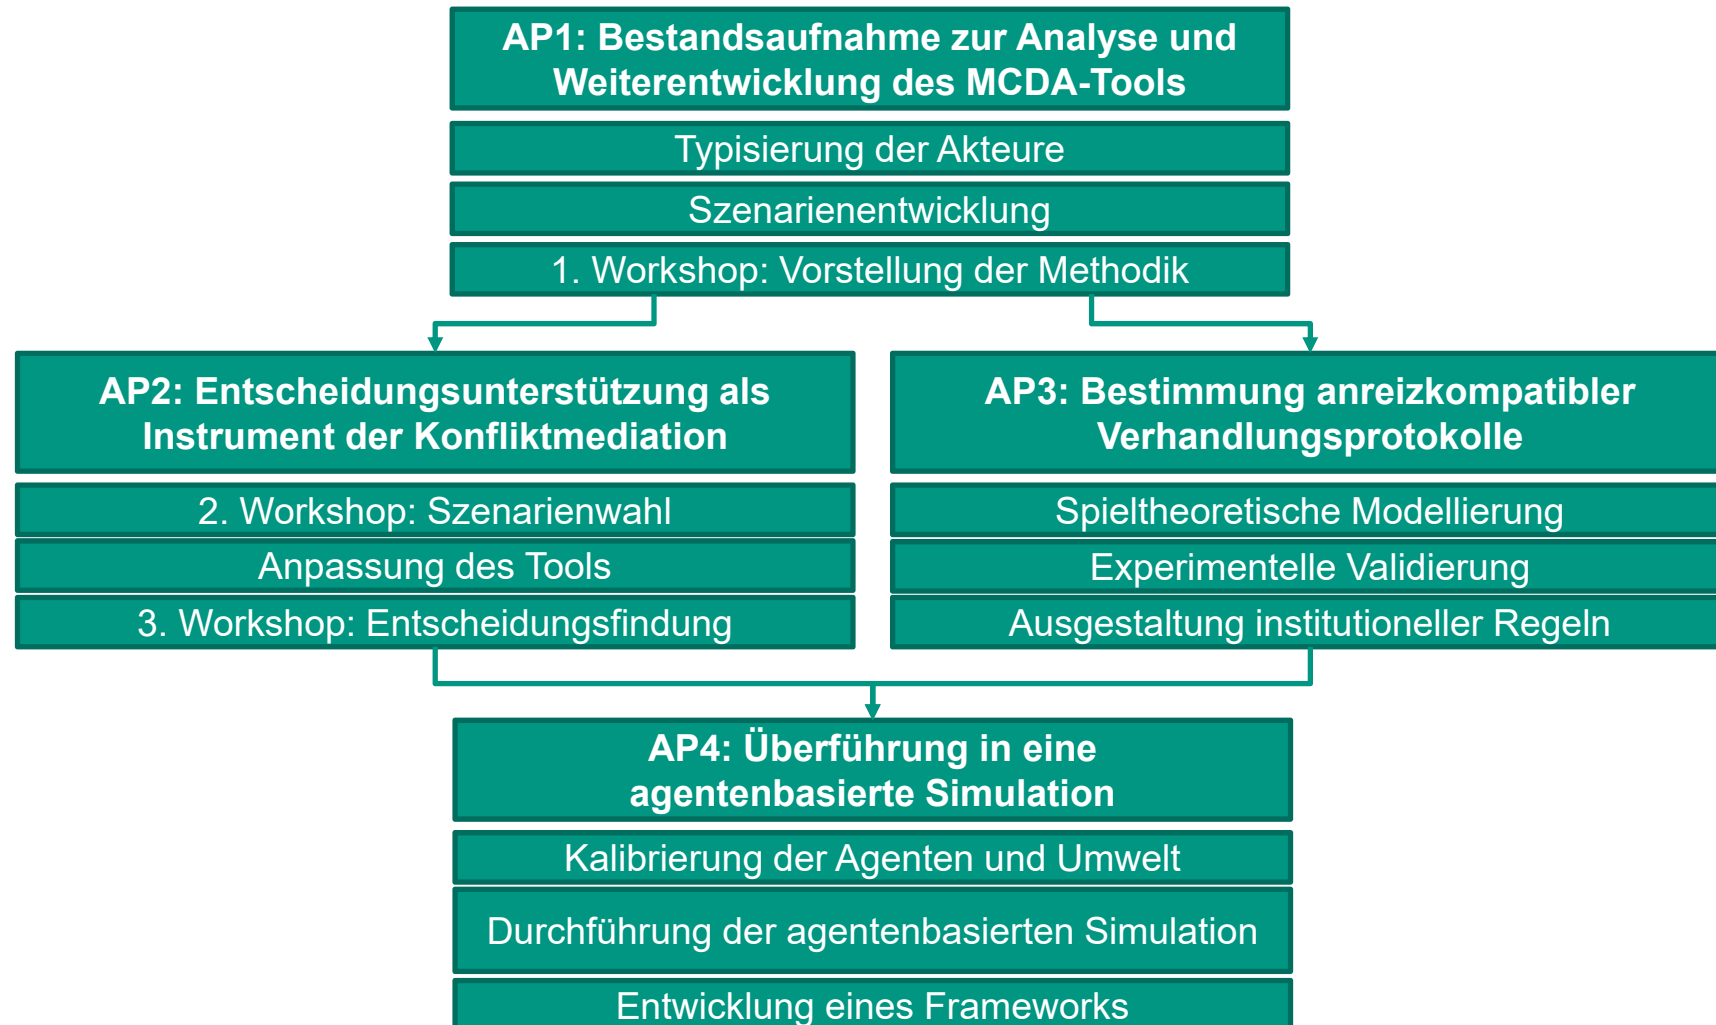 AP1: Bestandsaufnahme zur Analyse und
Weiterentwicklung des MCDA-Tools
Typisierung der Akteure
Szenarienentwicklung
1. Workshop: Vorstellung der Methodik
AP2: Entscheidungsunterstützung als
Instrument der Konfliktmediation
2. Workshop: Szenarienwahl
Anpassung des Tools
3. Workshop: Entscheidungsfindung
AP3: Bestimmung anreizkompatibler
Verhandlungsprotokolle
Spieltheoretische Modellierung
Experimentelle Validierung
Ausgestaltung institutioneller Regeln
AP4: Überführung in eine
agentenbasierte Simulation
Kalibrierung der Agenten und Umwelt
Durchführung der agentenbasierten Simulation
Entwicklung eines Frameworks